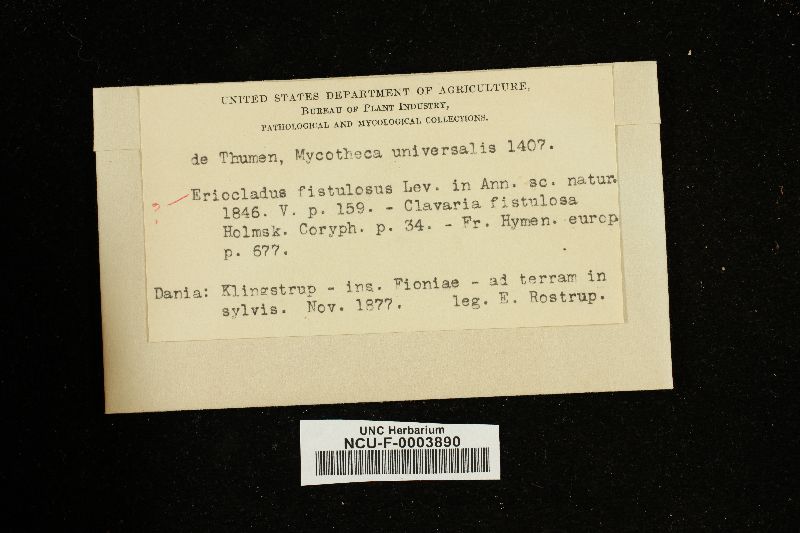 UNITED STATES DEPARTMENT OF AGRICULTURE,
BUREAU OF PLANT INDUSTRY,
PATHOLOGICAL AND MYCOLOGICAL COLLECTIONS.
de Thumen, Mycotheca universalis 1407.
? Eriocladus fistulosus Lev. in Ann. sc. natur.
1846. V. p. 159. - Clavaria fistulosa
Holmsk. Coryph. p. 34. - Fr. Hymen. europ.
p. 677.
Dania: Klingstrup - ins. Fioniae - ad terram in
sylvis. Nov. 1877. leg. E. Rostrup.
UNC Herbarium
NCU-F-0003890